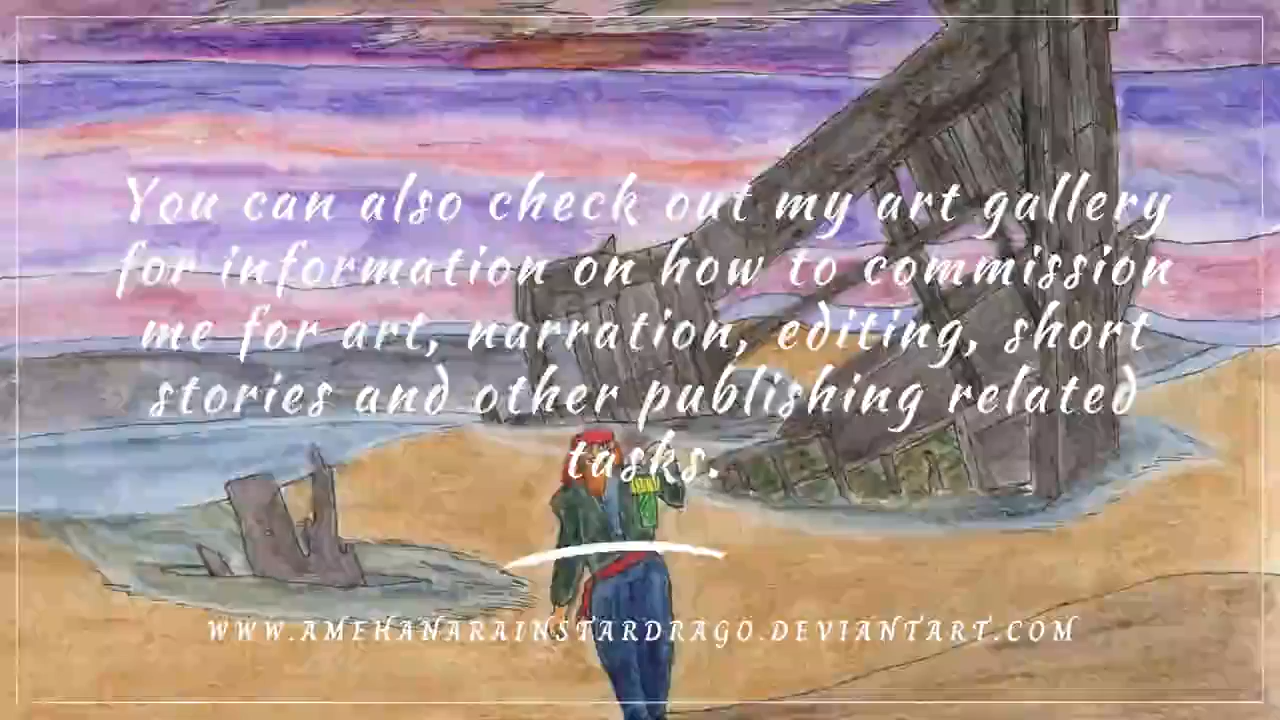 You can also check out my art gallery
for information on how to commission
me for art, narration, editing, short
stories and other publishing related
tasks.
WWW.AMEHANARAINSTARDRAGO.DEVIANTART.COM